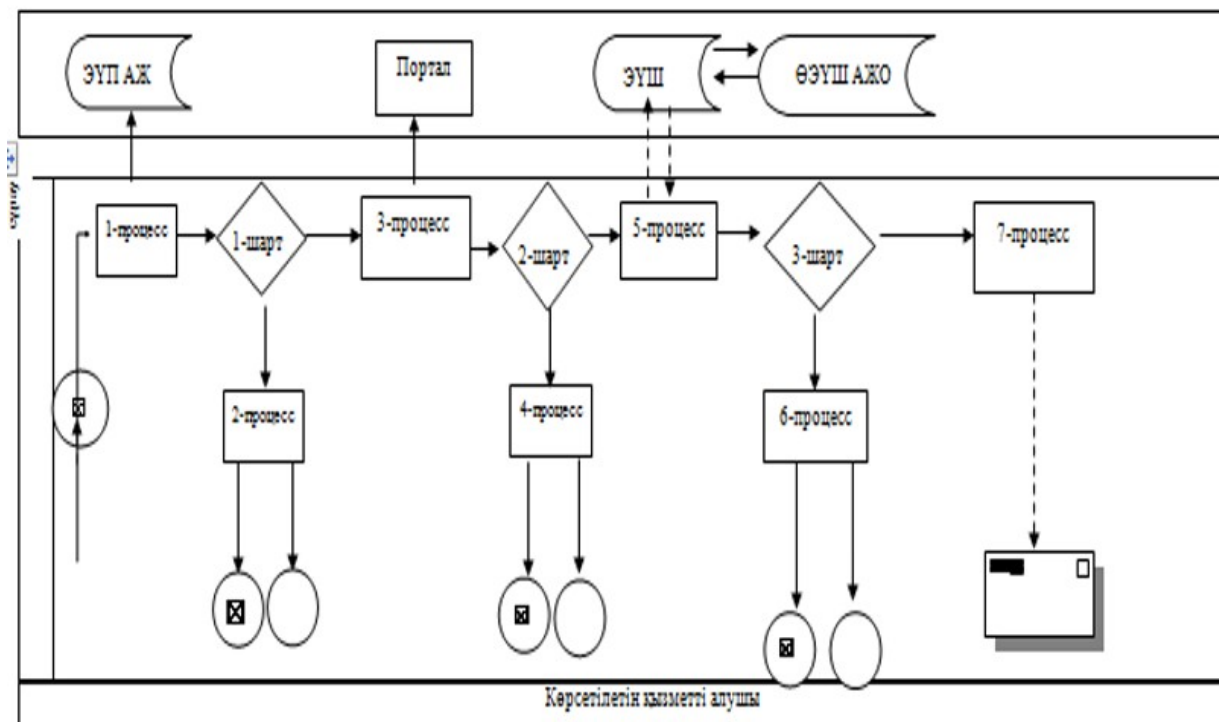 ЭҮП АЖ
Портал
ЭҮШ
ӨЭҮШ АЖО
1-процесс
1-шарт
3-процесс
2-шарт
5-процесс
3-шарт
7-процесс
2-процесс
4-процесс
6-процесс
Көрсетілетін қызметті алушы